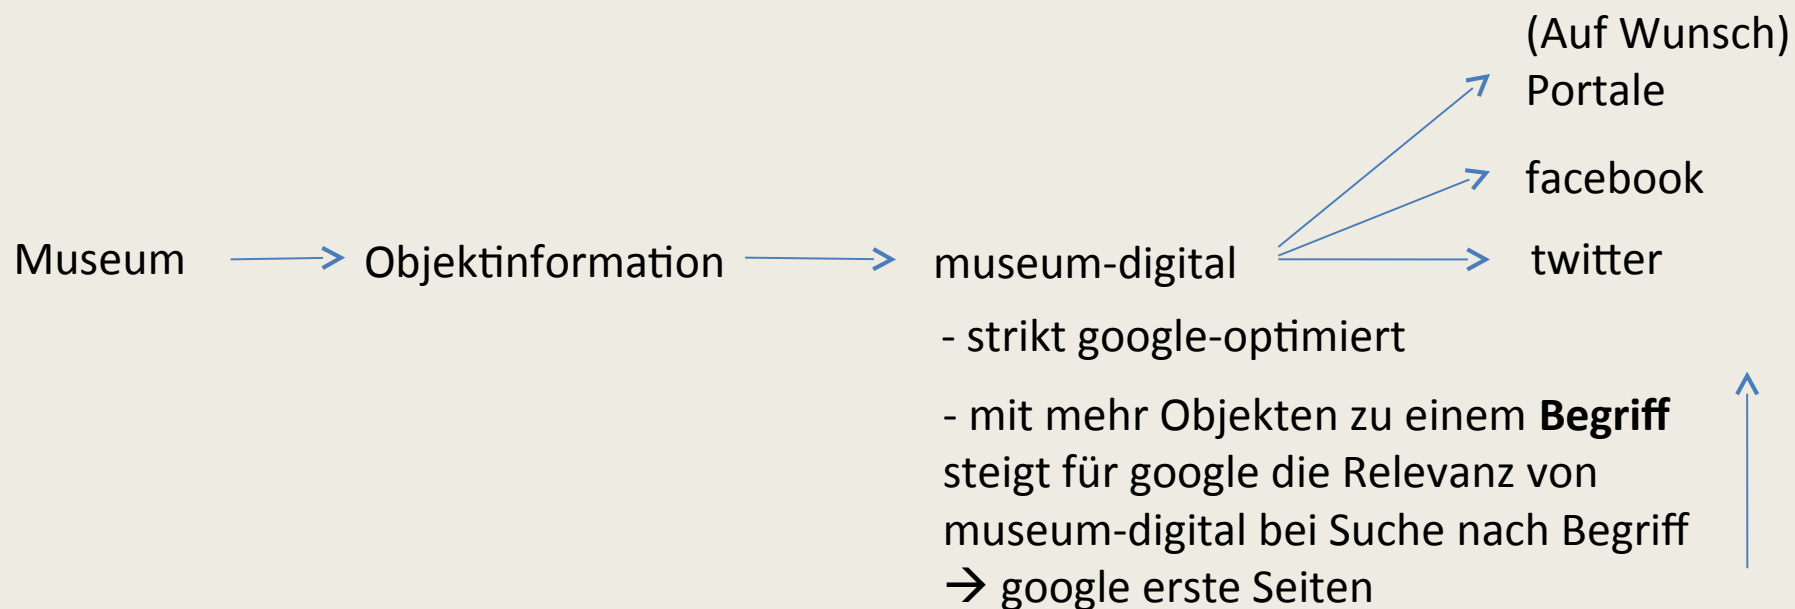 (Auf Wunsch)
Portale
facebook
Museum
Objektinformation
museum-digital
twitter
- strikt google-optimiert
- mit mehr Objekten zu einem Begriff
steigt für google die Relevanz von
museum-digital bei Suche nach Begriff
→ google erste Seiten